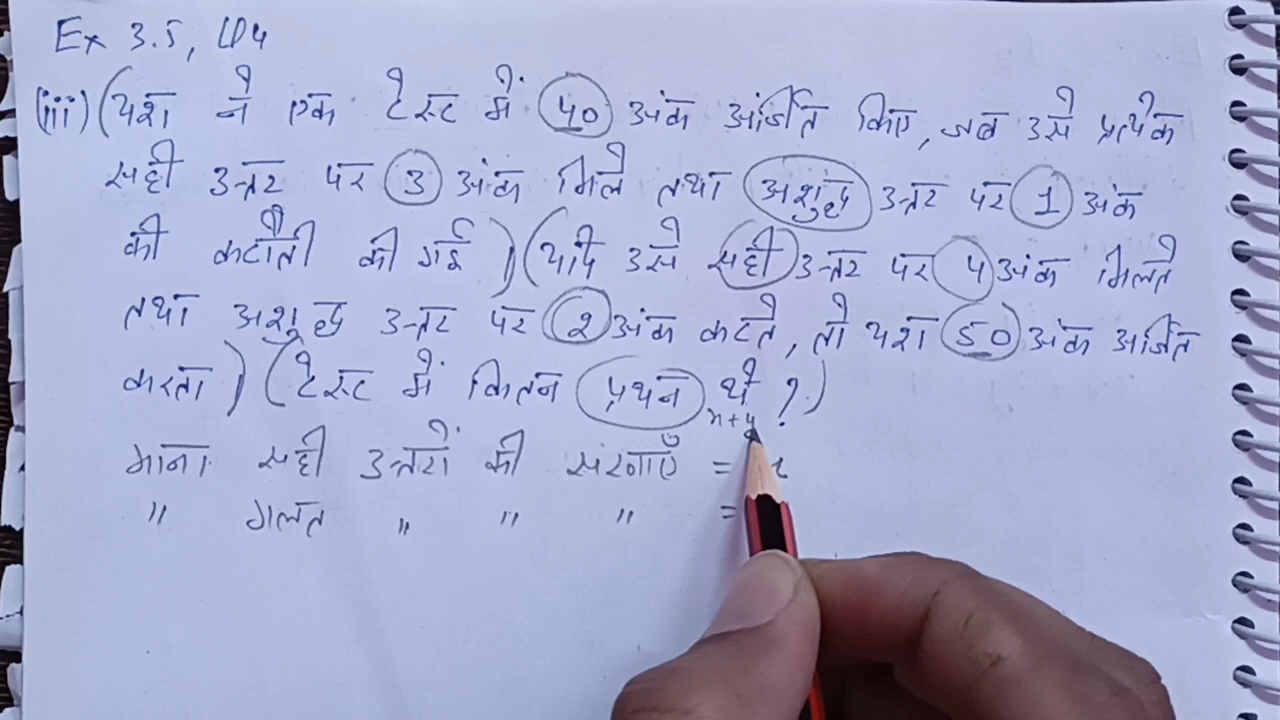 Ex 3.5, Q4
(iii) (यश ने एक टेस्ट में 40 अंक अर्जित किए, जब उसे प्रत्येक
सही उत्तर पर 3 अंक मिले तथा अशुद्ध उत्तर पर 1 अंक
की कटौती की गई) (यदि उसे सही उत्तर पर 4 अंक मिलते
तथा अशुद्ध उत्तर पर 2 अंक कटते, तो यश 50 अंक अर्जित
करता) (टेस्ट में कितन प्रश्न थे ?)
x+y
माना सही उत्तरों की संख्याएँ = x
" गलत " " " =